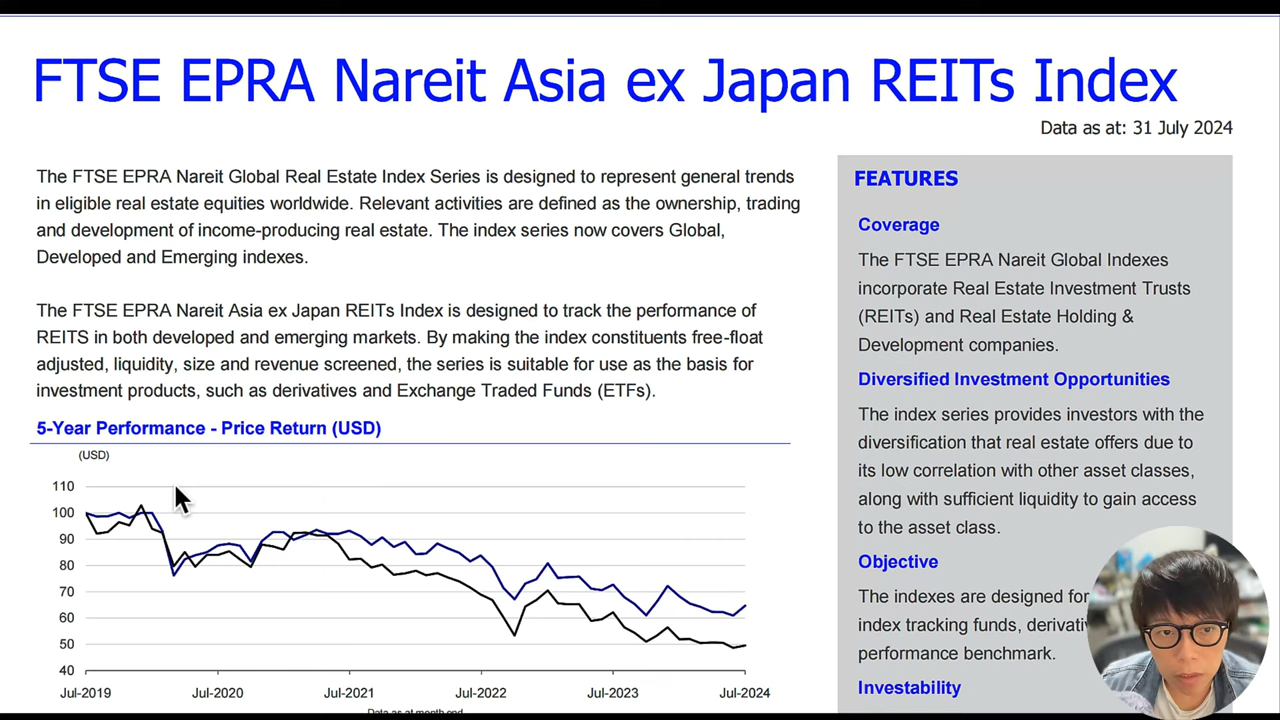 FTSE EPRA Nareit Asia ex Japan REITs Index
Data as at: 31 July 2024
The FTSE EPRA Nareit Global Real Estate Index Series is designed to represent general trends
in eligible real estate equities worldwide. Relevant activities are defined as the ownership, trading
and development of income-producing real estate. The index series now covers Global,
Developed and Emerging indexes.
The FTSE EPRA Nareit Asia ex Japan REITs Index is designed to track the performance of
REITS in both developed and emerging markets. By making the index constituents free-float
adjusted, liquidity, size and revenue screened, the series is suitable for use as the basis for
investment products, such as derivatives and Exchange Traded Funds (ETFs).
5-Year Performance - Price Return (USD)
(USD)
110
100
90
80
70
60
50
40
Jul-2019 Jul-2020 Jul-2021 Jul-2022 Jul-2023 Jul-2024
Data as at month end
FEATURES
Coverage
The FTSE EPRA Nareit Global Indexes
incorporate Real Estate Investment Trusts
(REITs) and Real Estate Holding &
Development companies.
Diversified Investment Opportunities
The index series provides investors with the
diversification that real estate offers due to
its low correlation with other asset classes,
along with sufficient liquidity to gain access
to the asset class.
Objective
The indexes are designed for
index tracking funds,
performance benchmark.
Investability